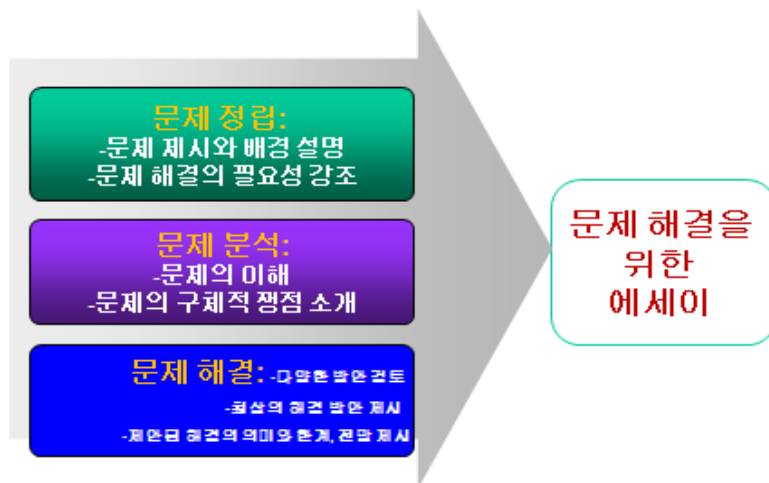 문제 정립:
-문제 제시와 배경 설명
-문제 해결의 필요성 강조
문제 분석:
-문제의 이해
-문제의 구체적 쟁점 소개
문제 해결: -다양한 방안 검토
-최상의 해결 방안 제시
-제안된 해결의 의미와 한계, 전망 제시
문제 해결을
위한
에세이